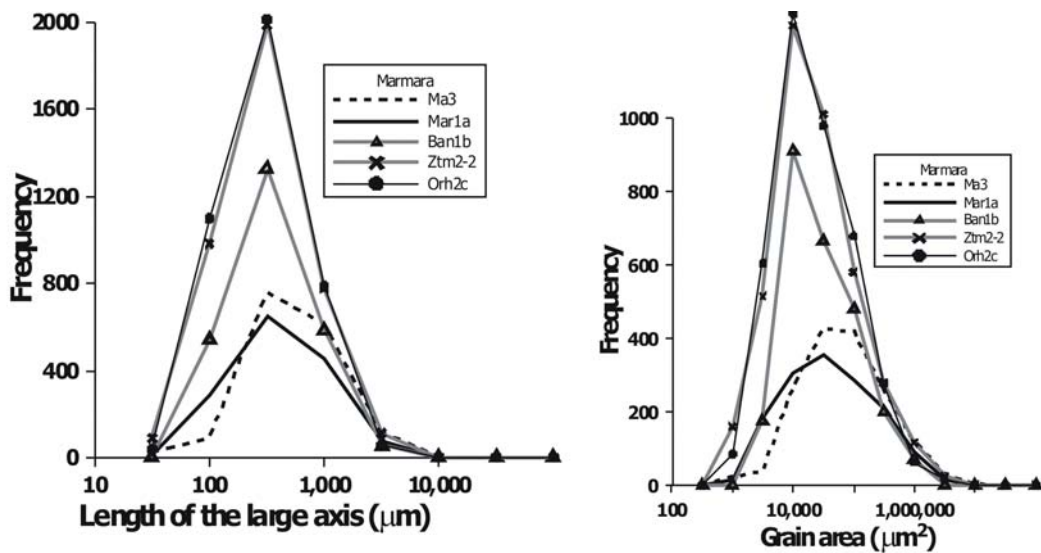 2000
1600
1200
800
400
0
Frequency
10
100
1,000
10,000
Length of the large axis (μm)
Marmara
Ma3
Mar1a
Ban1b
Ztm2-2
Orh2c
1000
800
600
400
200
0
Frequency
100
10,000
1,000,000
Grain area (μm²)
Marmara
Ma3
Mar1a
Ban1b
Ztm2-2
Orh2c